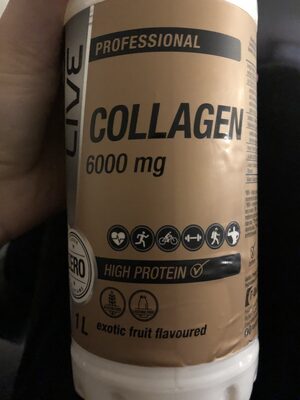 LIVE
PROFESSIONAL
COLLAGEN
6000 mg
HIGH PROTEIN
1 L
exotic fruit flavoured